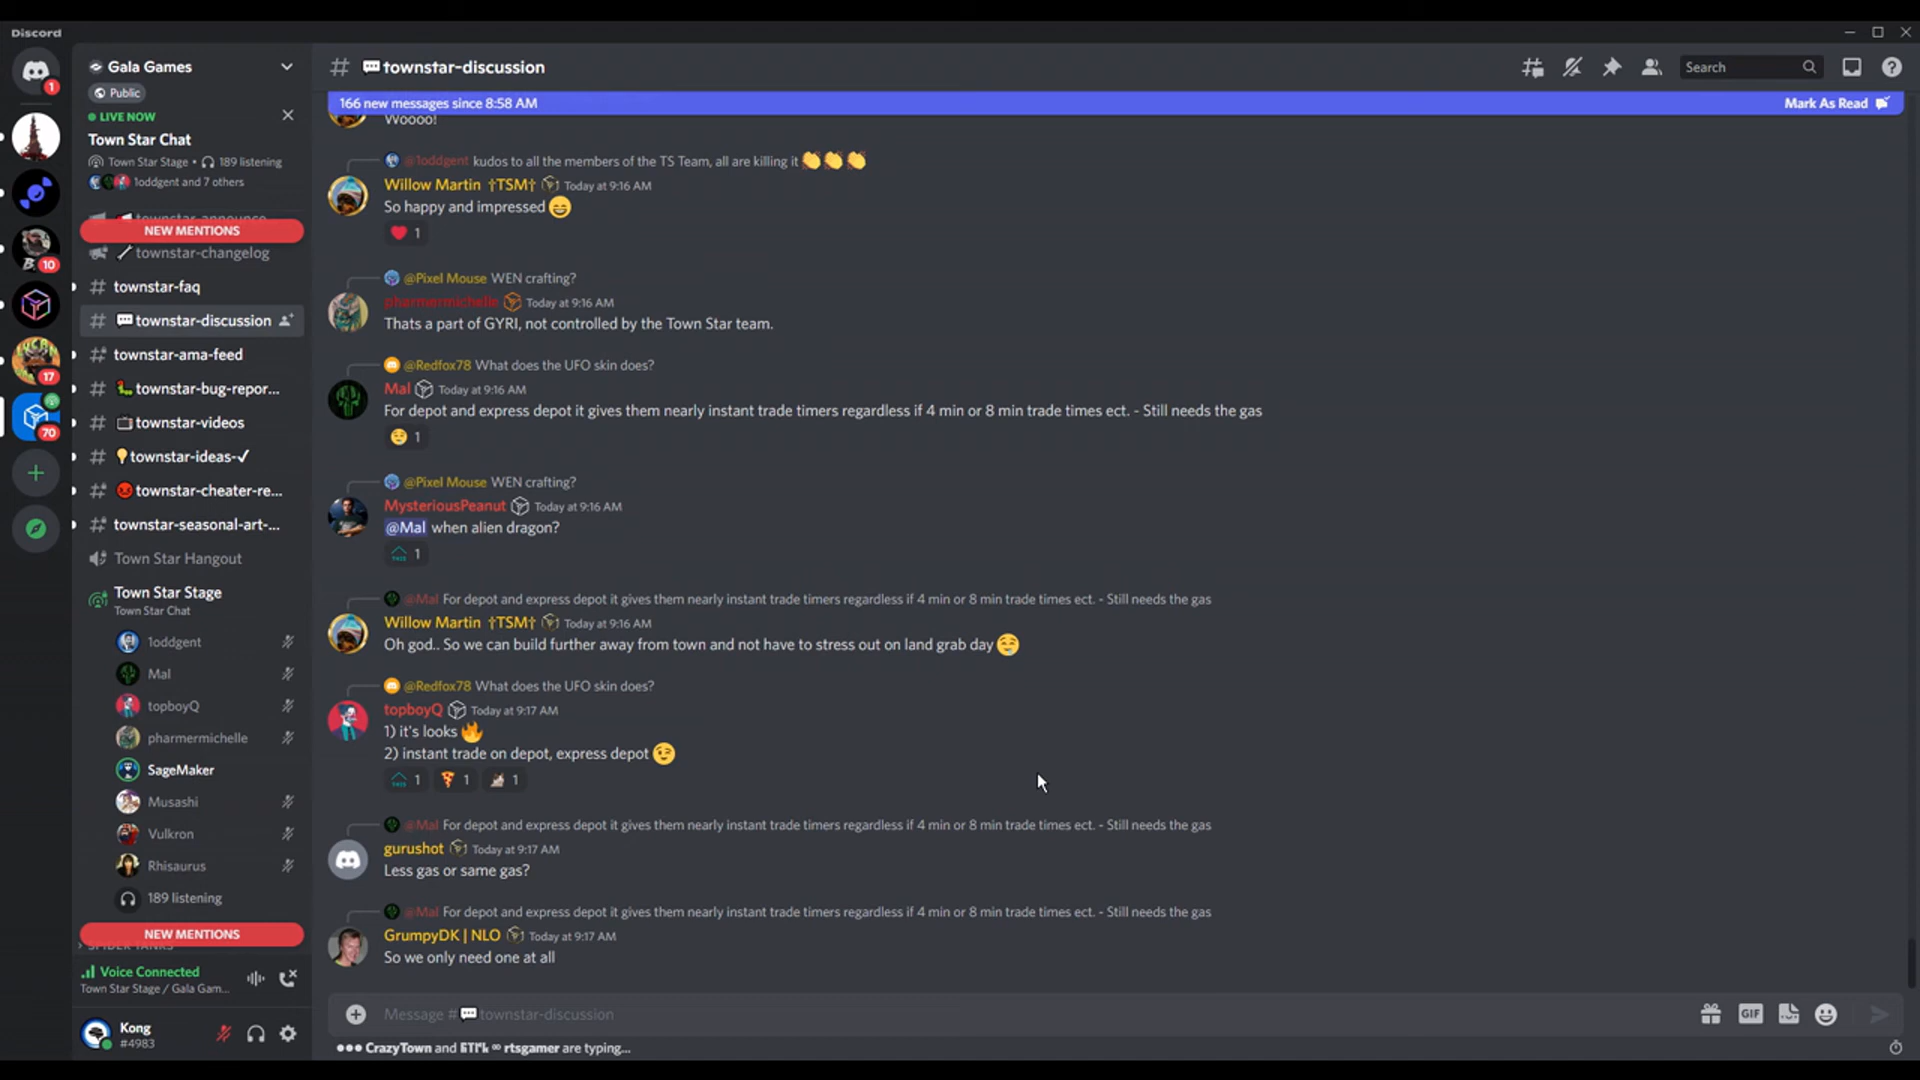 Discord
Gala Games
Public
LIVE NOW
Town Star Chat
Town Star Stage • 189 listening
1oddgent and 7 others
townstar-announce
NEW MENTIONS
townstar-changelog
townstar-faq
townstar-discussion
townstar-ama-feed
townstar-bug-repor...
townstar-videos
townstar-ideas-✓
townstar-cheater-re...
townstar-seasonal-art-...
Town Star Hangout
Town Star Stage
Town Star Chat
1oddgent
Mal
topboyQ
pharmermichelle
SageMaker
Musashi
Vulkron
Rhisaurus
189 listening
NEW MENTIONS
SPIDER TANKS
Voice Connected
Town Star Stage / Gala Gam...
Kong
#4983
1
10
17
70
# townstar-discussion
Search
166 new messages since 8:58 AM
Mark As Read
Woooo!
@1oddgent kudos to all the members of the TS Team, all are killing it 👏👏👏
Willow Martin †TSM† Today at 9:16 AM
So happy and impressed 😄
❤️ 1
@Pixel Mouse WEN crafting?
pharmermichelle Today at 9:16 AM
Thats a part of GYRI, not controlled by the Town Star team.
@Redfox78 What does the UFO skin does?
Mal Today at 9:16 AM
For depot and express depot it gives them nearly instant trade timers regardless if 4 min or 8 min trade times ect. - Still needs the gas
1
@Pixel Mouse WEN crafting?
MysteriousPeanut Today at 9:16 AM
@Mal when alien dragon?
1
@Mal For depot and express depot it gives them nearly instant trade timers regardless if 4 min or 8 min trade times ect. - Still needs the gas
Willow Martin †TSM† Today at 9:16 AM
Oh god.. So we can build further away from town and not have to stress out on land grab day
@Redfox78 What does the UFO skin does?
topboyQ Today at 9:17 AM
1) it's looks 🔥
2) instant trade on depot, express depot 😉
1 🍕 1 1
@Mal For depot and express depot it gives them nearly instant trade timers regardless if 4 min or 8 min trade times ect. - Still needs the gas
gurushot Today at 9:17 AM
Less gas or same gas?
@Mal For depot and express depot it gives them nearly instant trade timers regardless if 4 min or 8 min trade times ect. - Still needs the gas
GrumpyDK | NLO Today at 9:17 AM
So we only need one at all
Message # townstar-discussion
GIF
CrazyTown and ∞ rtsgamer are typing...